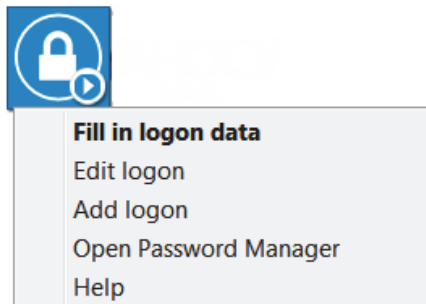 Fill in logon data
Edit logon
Add logon
Open Password Manager
Help